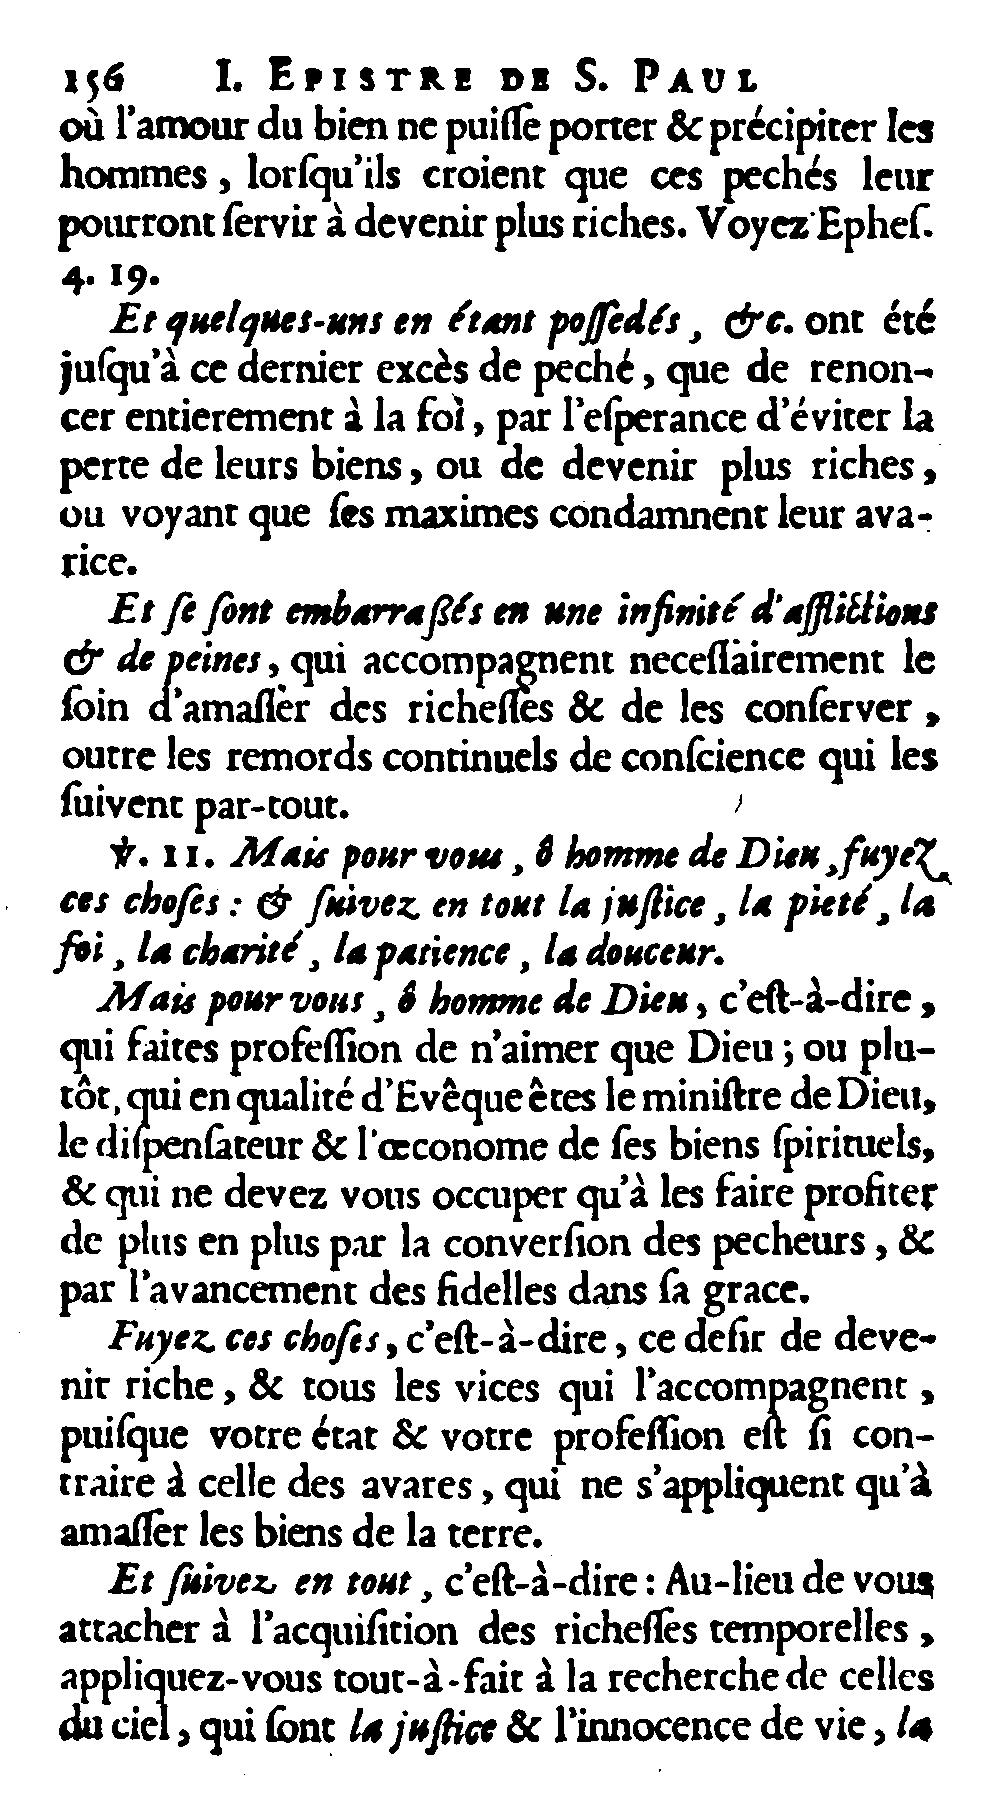 156 I. EPISTRE DE S. PAUL
où l'amour du bien ne puiſſe porter & précipiter les
hommes, lorſqu'ils croient que ces pechés leur
pourront ſervir à devenir plus riches. Voyez Epheſ.
4. 19.
Et quelques-uns en étant poſſedés, &c. ont été
juſqu'à ce dernier excès de peché, que de renon-
cer entierement à la foi, par l'eſperance d'éviter la
perte de leurs biens, ou de devenir plus riches,
ou voyant que ſes maximes condamnent leur ava-
rice.
Et ſe ſont embarraßés en une infinité d'afflictions
& de peines, qui accompagnent neceſſairement le
ſoin d'amaſſer des richeſſes & de les conſerver,
outre les remords continuels de conſcience qui les
ſuivent par-tout.
℣. 11. Mais pour vous, ô homme de Dieu, fuyez
ces choſes : & ſuivez en tout la juſtice, la pieté, la
foi, la charité, la patience, la douceur.
Mais pour vous, ô homme de Dieu, c'eſt-à-dire,
qui faites profeſſion de n'aimer que Dieu ; ou plu-
tôt, qui en qualité d'Evêque êtes le miniſtre de Dieu,
le diſpenſateur & l'œconome de ſes biens ſpirituels,
& qui ne devez vous occuper qu'à les faire profiter
de plus en plus par la converſion des pecheurs, &
par l'avancement des fidelles dans ſa grace.
Fuyez ces choſes, c'eſt-à-dire, ce deſir de deve-
nir riche, & tous les vices qui l'accompagnent,
puiſque votre état & votre profeſſion eſt ſi con-
traire à celle des avares, qui ne s'appliquent qu'à
amaſſer les biens de la terre.
Et ſuivez en tout, c'eſt-à-dire : Au-lieu de vous
attacher à l'acquiſition des richeſſes temporelles,
appliquez-vous tout-à-fait à la recherche de celles
du ciel, qui ſont la juſtice & l'innocence de vie, la